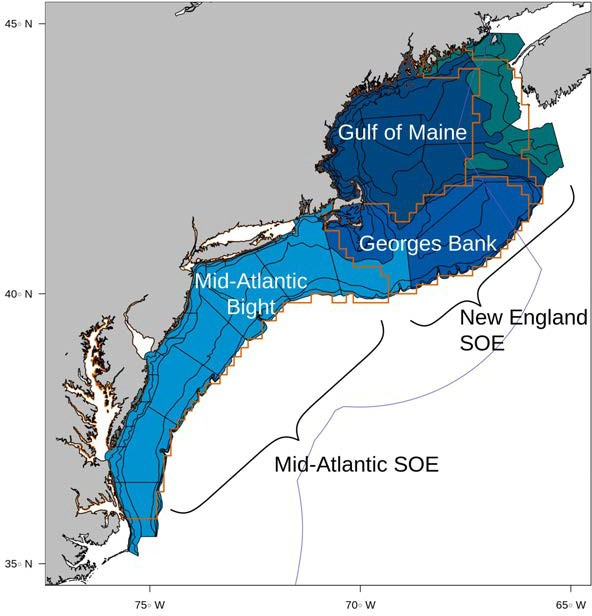 45° N
Gulf of Maine
Georges Bank
Mid-Atlantic
Bight
40° N
New England
SOE
Mid-Atlantic SOE
35° N
75° W
70° W
65° W